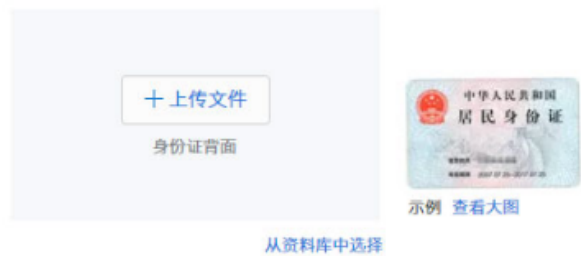 + 上传文件
身份证背面
中华人民共和国
居民身份证
示例 查看大图
从资料库中选择